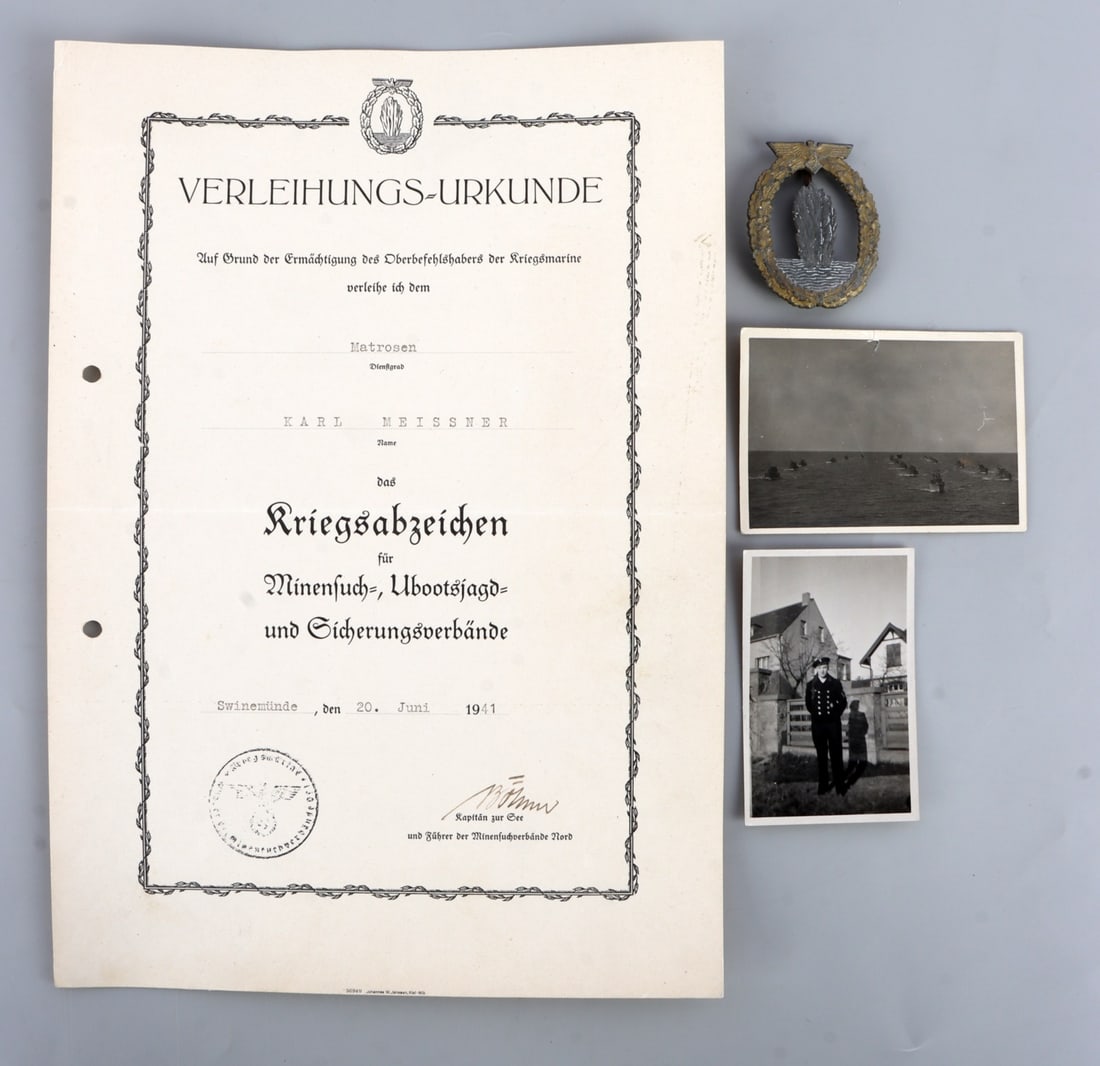 VERLEIHUNGS=URKUNDE
Auf Grund der Ermächtigung des Oberbefehlshabers der Kriegsmarine
verleihe ich dem
Matrosen
Dienstgrad
KARL MEISSNER
Name
das
Kriegsabzeichen
für
Minensuch=, Ubootsjagd=
und Sicherungsverbände
Swinemünde , den 20. Juni 1941
Kriegsmarine
Böhmer
Kapitän zur See
und Führer der Minensuchverbände Nord